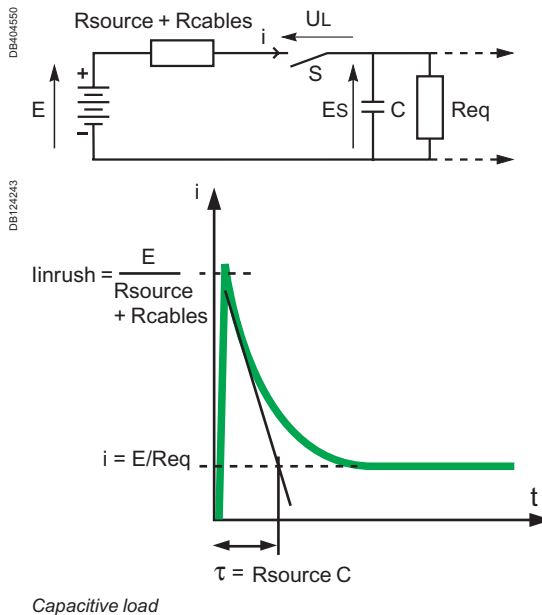 DB404550
Rsource + Rcables
i
UL
S
+
E
-
ES
C
Req
DB124243
i
Iinrush = E
Rsource
+ Rcables
i = E/Req
t
τ = Rsource C
Capacitive load